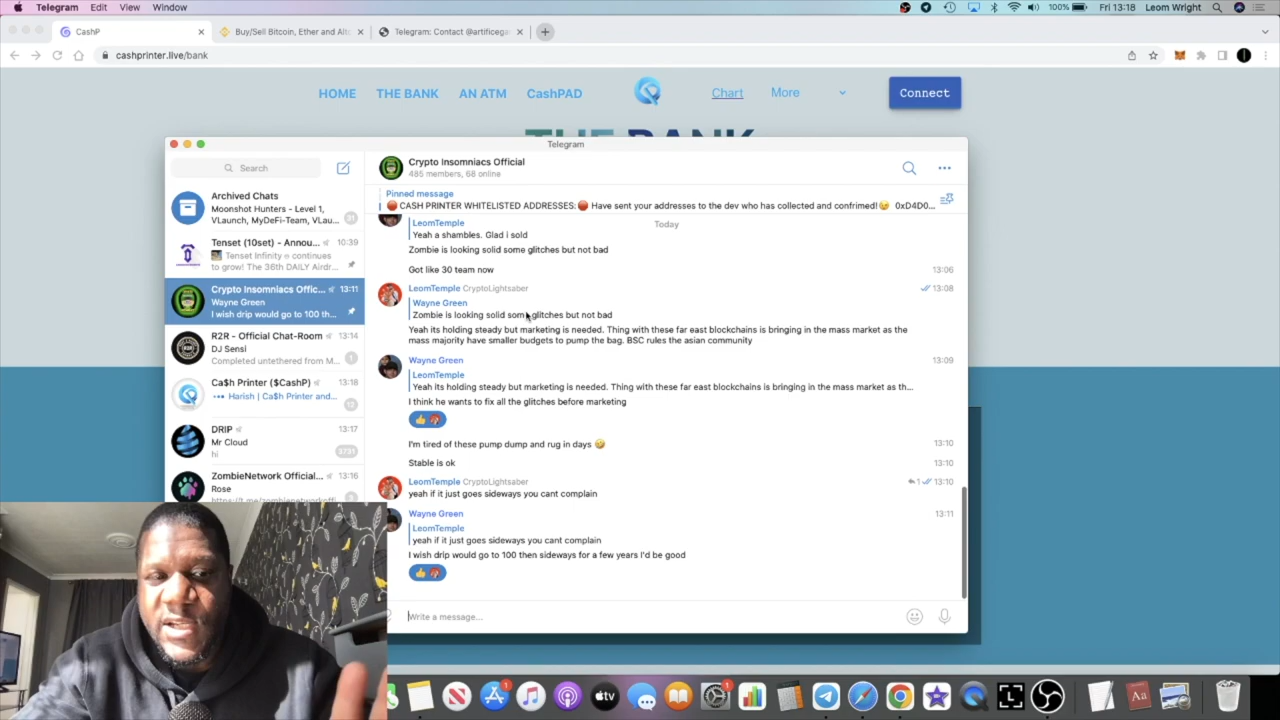 Telegram Edit View Window
100% Fri 13:18 Leom Wright
CashP
Buy/Sell Bitcoin, Ether and Alts
Telegram: Contact @artificega
cashprinter.live/bank
HOME THE BANK AN ATM CashPAD Chart More Connect
THE BANK
Telegram
Search
Archived Chats
Moonshot Hunters - Level 1,
VLaunch, MyDeFi-Team, VLau...
31
Tenset (10set) - Annou... 10:39
Tenset Infinity continues
to grow! The 36th DAILY Airdr...
Crypto Insomniacs Offic... 13:11
Wayne Green
I wish drip would go to 100 th...
R2R - Official Chat-Room 13:14
DJ Sensi
Completed untethered from M... 1
Ca$h Printer ($CashP) 13:18
Harish | Ca$h Printer and...
DRIP 13:17
Mr Cloud
hi 3731
ZombieNetwork Official... 13:16
Rose
Crypto Insomniacs Official
485 members, 68 online
Pinned message
CASH PRINTER WHITELISTED ADDRESSES: Have sent your addresses to the dev who has collected and confrimed! 0xD4D0...
Today
LeomTemple
Yeah a shambles. Glad i sold
Zombie is looking solid some glitches but not bad
Got like 30 team now 13:06
LeomTemple CryptoLightsaber 13:08
Wayne Green
Zombie is looking solid some glitches but not bad
Yeah its holding steady but marketing is needed. Thing with these far east blockchains is bringing in the mass market as the
mass majority have smaller budgets to pump the bag. BSC rules the asian community
Wayne Green 13:09
LeomTemple
Yeah its holding steady but marketing is needed. Thing with these far east blockchains is bringing in the mass market as th...
I think he wants to fix all the glitches before marketing
I'm tired of these pump dump and rug in days 🤣 13:10
Stable is ok 13:10
LeomTemple CryptoLightsaber 1 13:10
yeah if it just goes sideways you cant complain
Wayne Green 13:11
LeomTemple
yeah if it just goes sideways you cant complain
I wish drip would go to 100 then sideways for a few years I'd be good
Write a message...